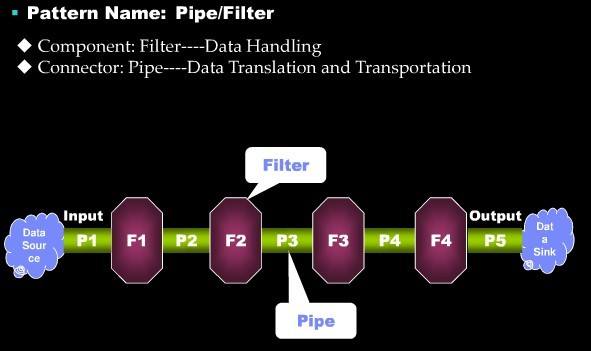 Pattern Name: Pipe/Filter
Component: Filter----Data Handling
Connector: Pipe----Data Translation and Transportation
Filter
Input
Output
Data
Sour
ce
P1
F1
P2
F2
P3
F3
P4
F4
P5
Dat
a
Sink
Pipe